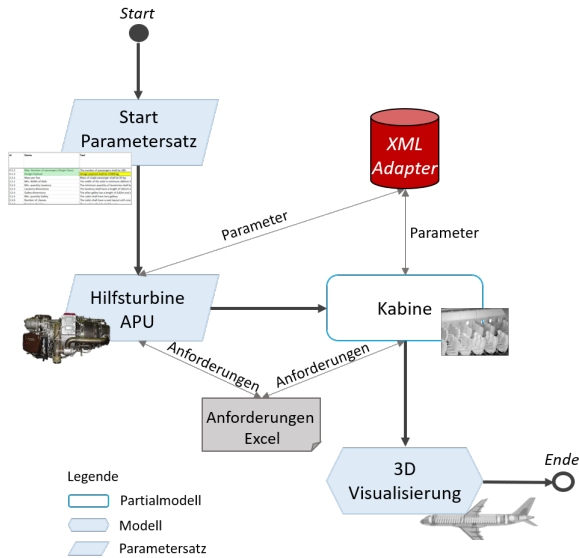 Start
Start
Parametersatz
XML
Adapter
Parameter
Parameter
Hilfsturbine
APU
Kabine
Anforderungen
Anforderungen
Anforderungen
Excel
3D
Visualisierung
Ende
Legende
Partialmodell
Modell
Parametersatz